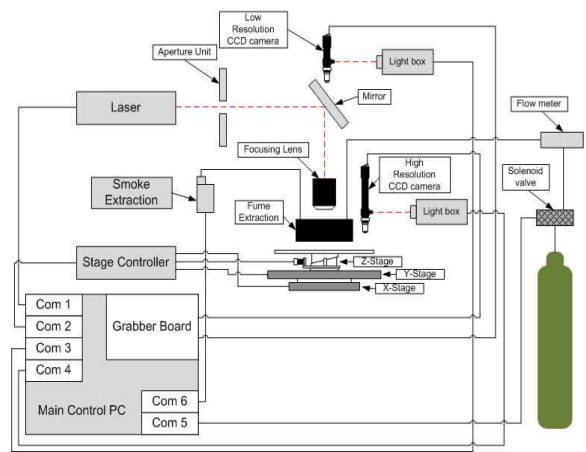 Low
Resolution
CCD camera
Aperture Unit
Light box
Laser
Mirror
Flow meter
Focusing Lens
High
Resolution
CCD camera
Smoke
Extraction
Solenoid
valve
Fume
Extraction
Light box
Stage Controller
Z-Stage
Y-Stage
X-Stage
Com 1
Com 2
Com 3
Com 4
Grabber Board
Main Control PC
Com 6
Com 5